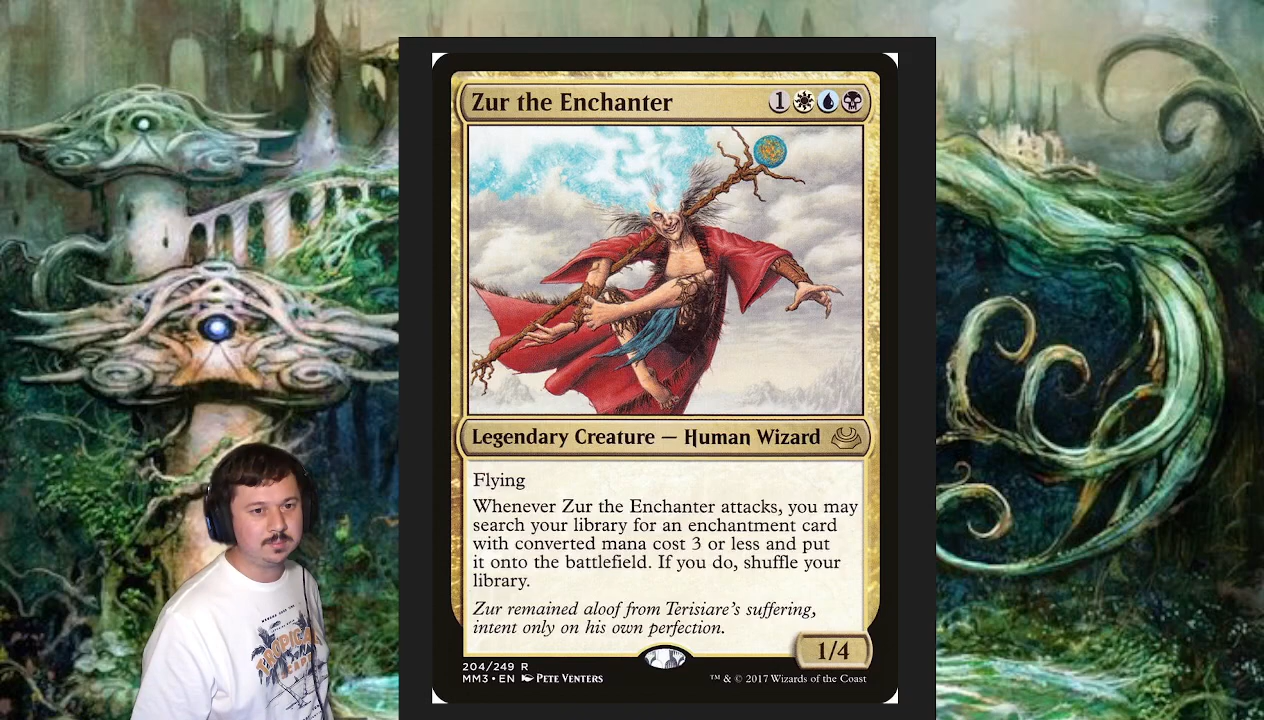 Zur the Enchanter
1
Legendary Creature — Human Wizard
Flying
Whenever Zur the Enchanter attacks, you may
search your library for an enchantment card
with converted mana cost 3 or less and put
it onto the battlefield. If you do, shuffle your
library.
Zur remained aloof from Terisiare's suffering,
intent only on his own perfection.
1/4
204/249 R
MM3 • EN PETE VENTERS
™ & © 2017 Wizards of the Coast
TROPICAL